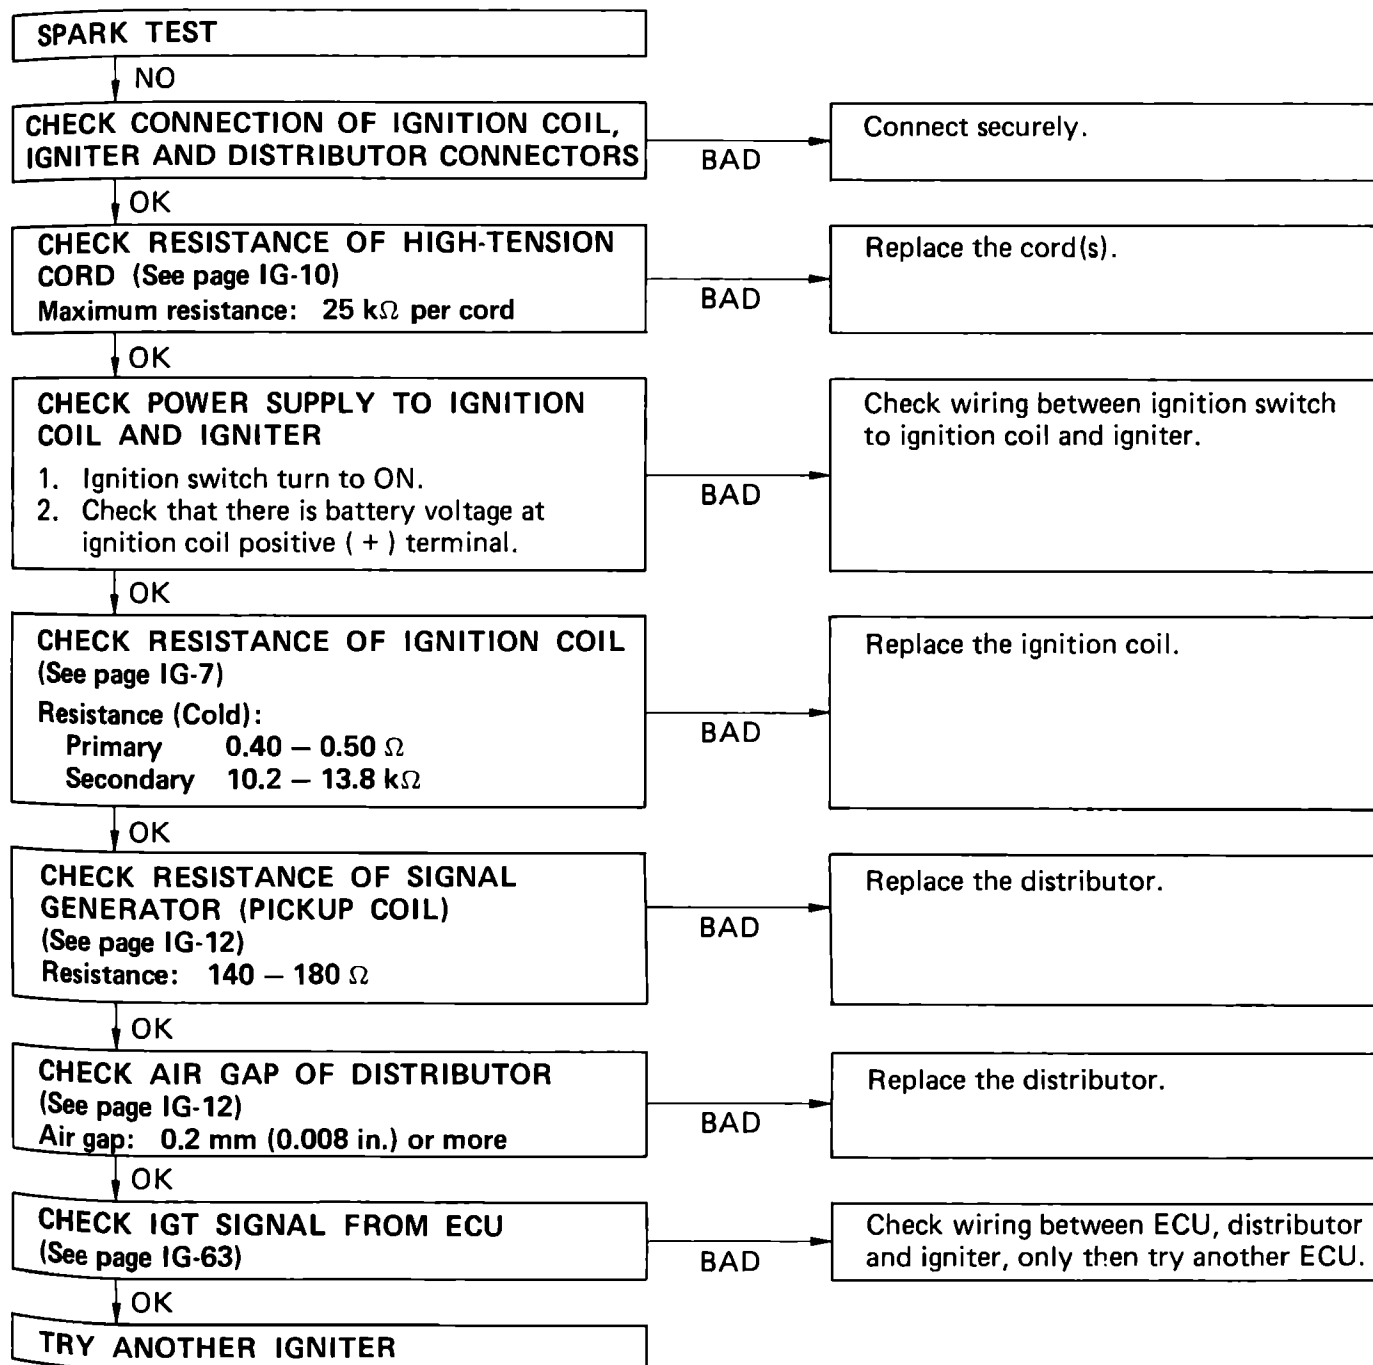 SPARK TEST
NO
CHECK CONNECTION OF IGNITION COIL,
IGNITER AND DISTRIBUTOR CONNECTORS
BAD
Connect securely.
OK
CHECK RESISTANCE OF HIGH-TENSION
CORD (See page IG-10)
Maximum resistance: 25 kΩ per cord
BAD
Replace the cord(s).
OK
CHECK POWER SUPPLY TO IGNITION
COIL AND IGNITER
1. Ignition switch turn to ON.
2. Check that there is battery voltage at
ignition coil positive ( + ) terminal.
BAD
Check wiring between ignition switch
to ignition coil and igniter.
OK
CHECK RESISTANCE OF IGNITION COIL
(See page IG-7)
Resistance (Cold):
Primary 0.40 — 0.50 Ω
Secondary 10.2 — 13.8 kΩ
BAD
Replace the ignition coil.
OK
CHECK RESISTANCE OF SIGNAL
GENERATOR (PICKUP COIL)
(See page IG-12)
Resistance: 140 — 180 Ω
BAD
Replace the distributor.
OK
CHECK AIR GAP OF DISTRIBUTOR
(See page IG-12)
Air gap: 0.2 mm (0.008 in.) or more
BAD
Replace the distributor.
OK
CHECK IGT SIGNAL FROM ECU
(See page IG-63)
BAD
Check wiring between ECU, distributor
and igniter, only then try another ECU.
OK
TRY ANOTHER IGNITER